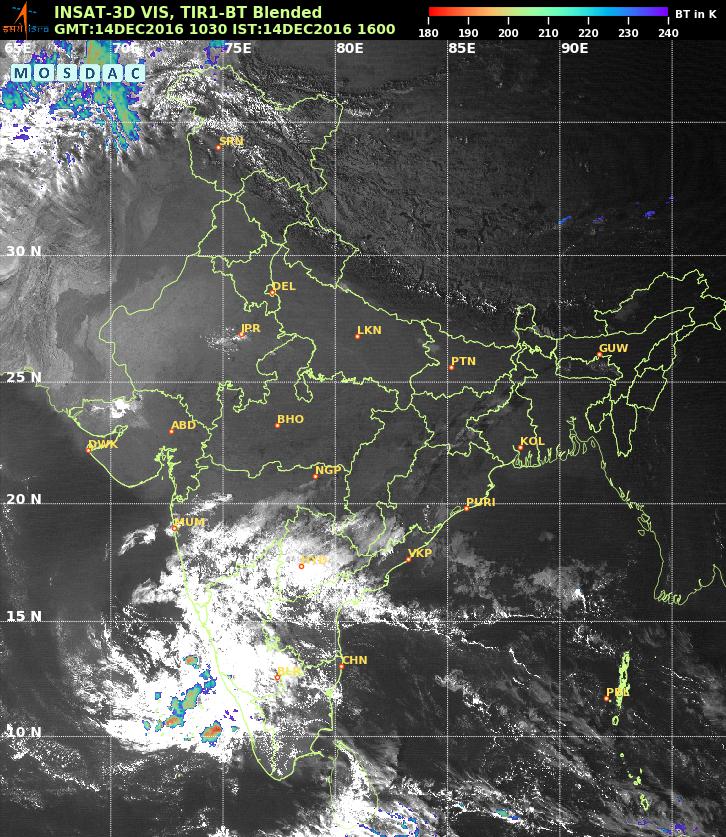 INSAT-3D VIS, TIR1-BT Blended
GMT:14DEC2016 1030 IST:14DEC2016 1600
BT in K
180 190 200 210 220 230 240
65E 70E 75E 80E 85E 90E
M O S D A C
SRN
30 N
DEL
JPR LKN
GUW
PTN
25 N
ABD BHO
DWK KOL
NGP
20 N
PURI
MUM
VKP
HYD
15 N
CHN
BLR
PBL
10 N